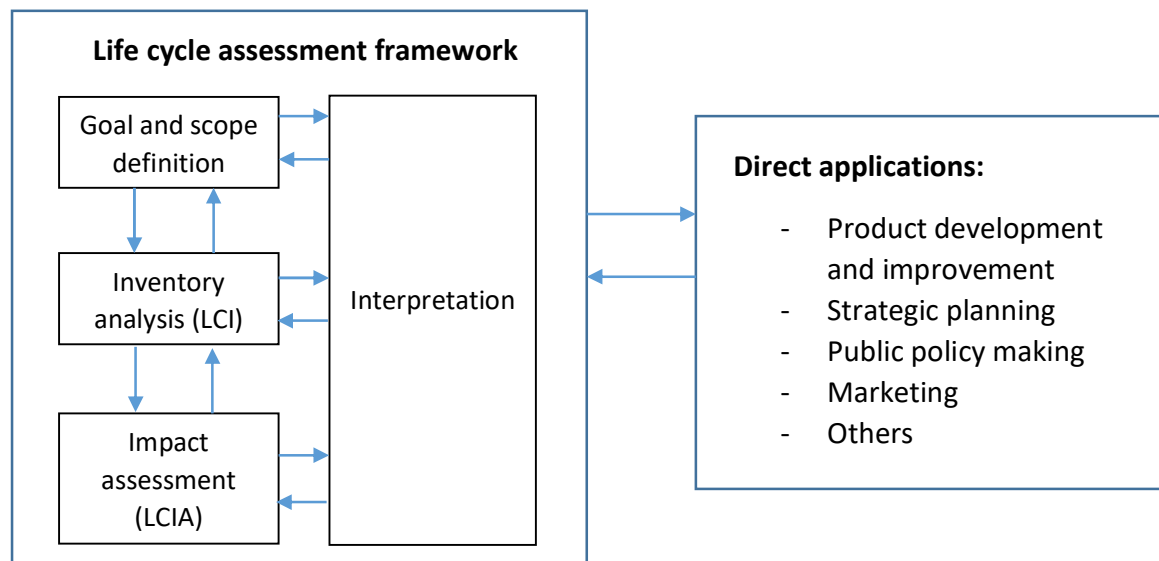 Life cycle assessment framework
Goal and scope
definition
Inventory
analysis (LCI)
Impact
assessment
(LCIA)
Interpretation
Direct applications:
- Product development
and improvement
- Strategic planning
- Public policy making
- Marketing
- Others